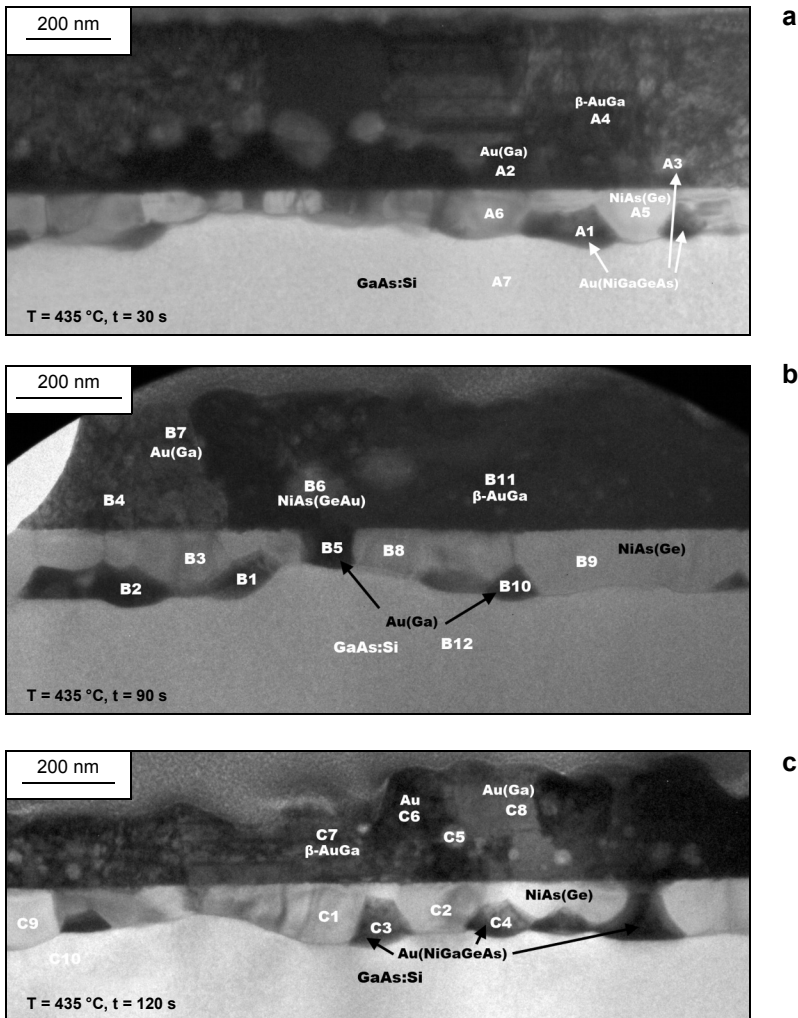 200 nm
a
β-AuGa
A4
Au(Ga)
A2
A3
NiAs(Ge)
A5
A6
A1
GaAs:Si
A7
Au(NiGaGeAs)
T = 435 °C, t = 30 s
200 nm
b
B7
Au(Ga)
B4
B6
NiAs(GeAu)
B11
β-AuGa
B3
B5
B8
NiAs(Ge)
B9
B2
B1
B10
Au(Ga)
GaAs:Si
B12
T = 435 °C, t = 90 s
200 nm
c
Au
C6
Au(Ga)
C8
C7
β-AuGa
C5
NiAs(Ge)
C9
C1
C2
C3
C4
Au(NiGaGeAs)
C10
GaAs:Si
T = 435 °C, t = 120 s